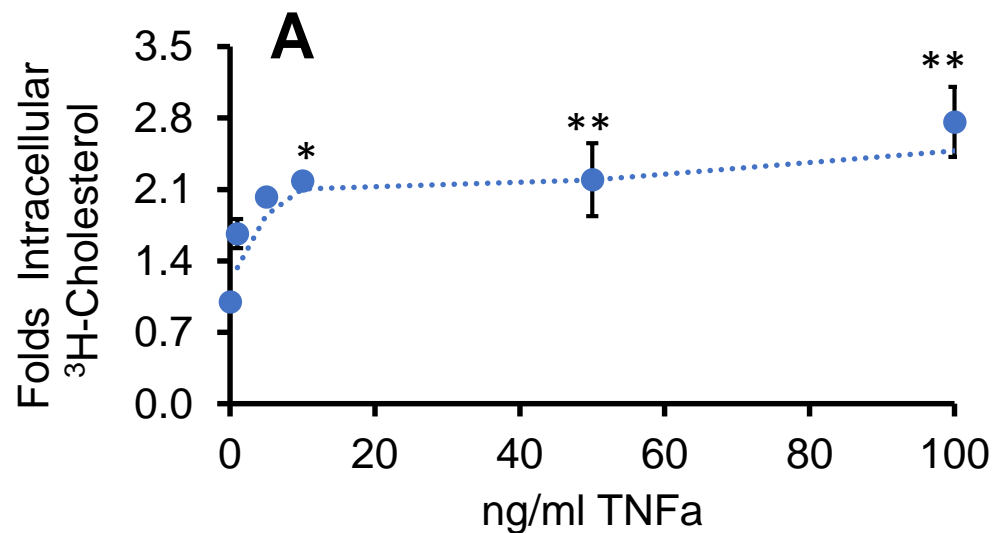 A
3.5
2.8
2.1
1.4
0.7
0.0
*
**
**
0 20 40 60 80 100
ng/ml TNFa
Folds Intracellular
³H-Cholesterol